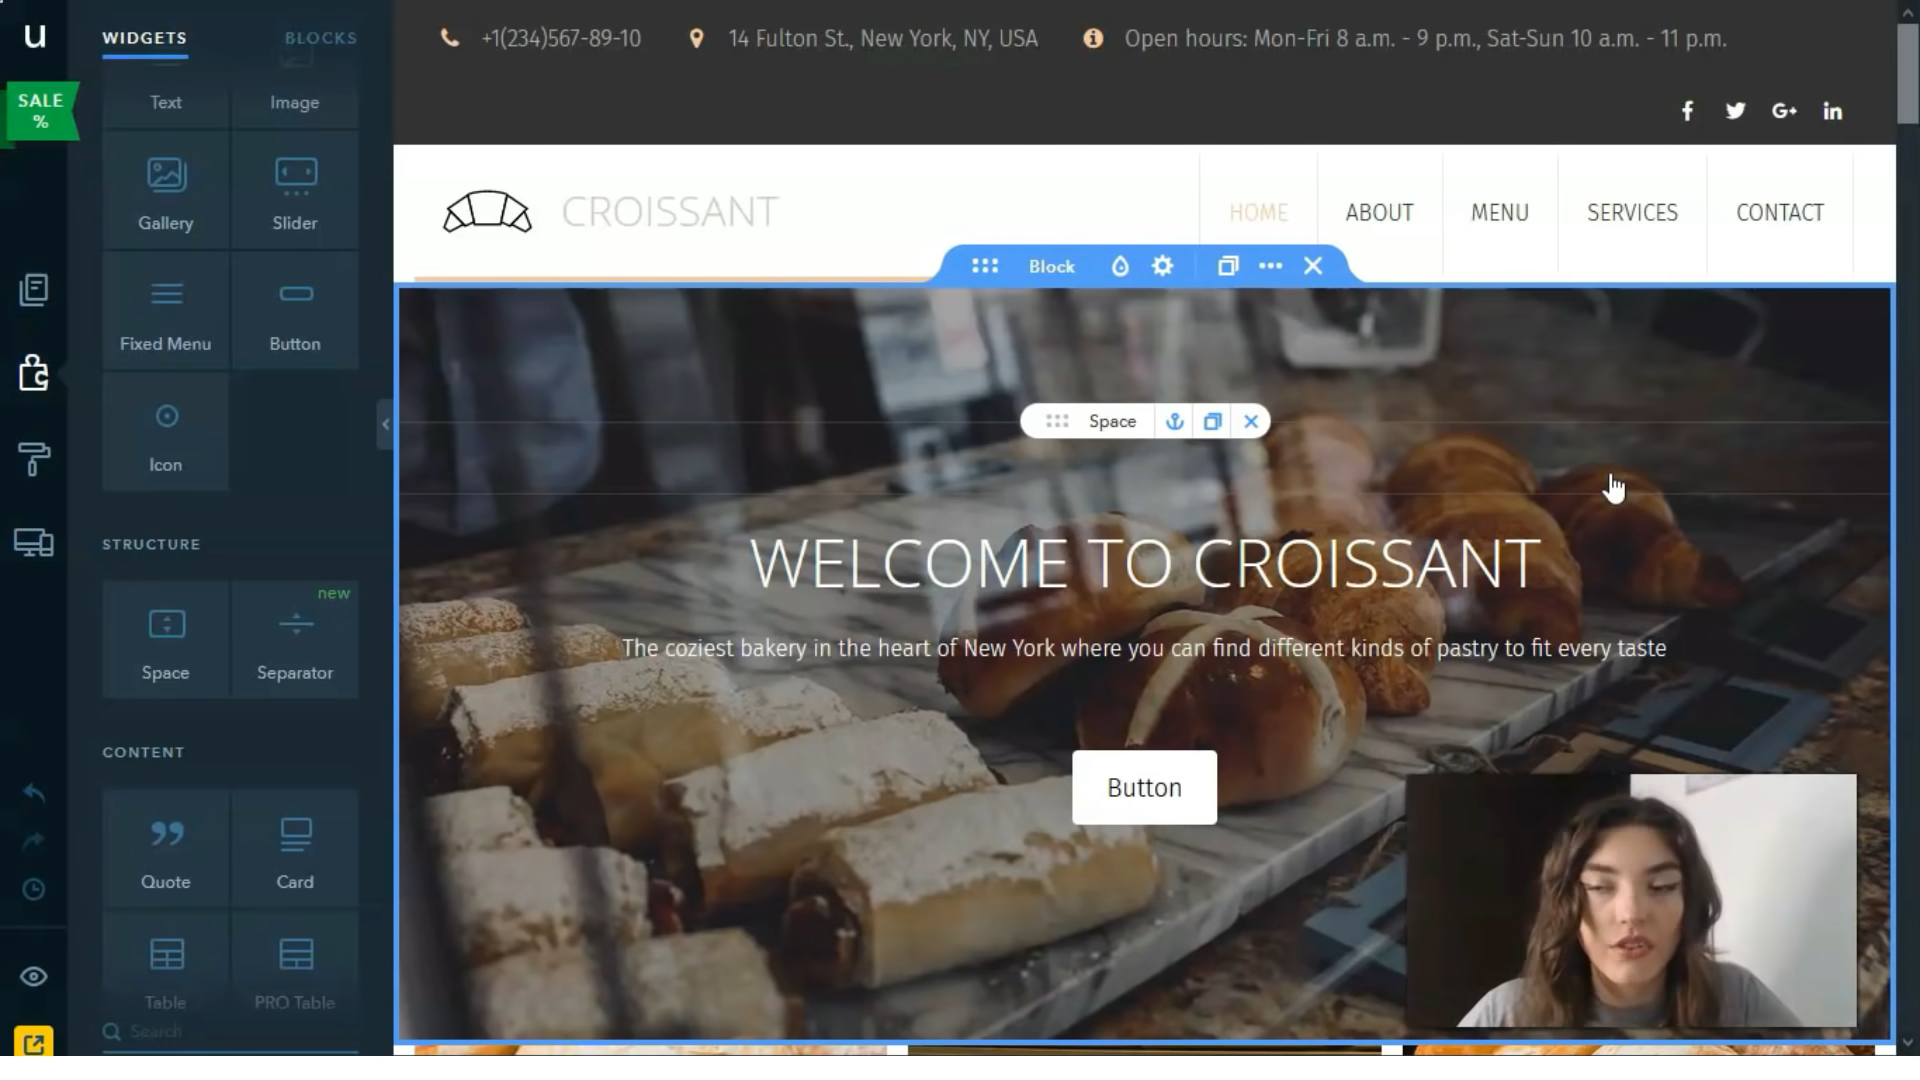 u
WIDGETS
BLOCKS
SALE
%
Text
Image
Gallery
Slider
Fixed Menu
Button
Icon
STRUCTURE
new
Space
Separator
CONTENT
Quote
Card
Table
PRO Table
Search
+1(234)567-89-10
14 Fulton St., New York, NY, USA
Open hours: Mon-Fri 8 a.m. - 9 p.m., Sat-Sun 10 a.m. - 11 p.m.
f
G+
in
CROISSANT
HOME
ABOUT
MENU
SERVICES
CONTACT
Block
Space
WELCOME TO CROISSANT
The coziest bakery in the heart of New York where you can find different kinds of pastry to fit every taste
Button